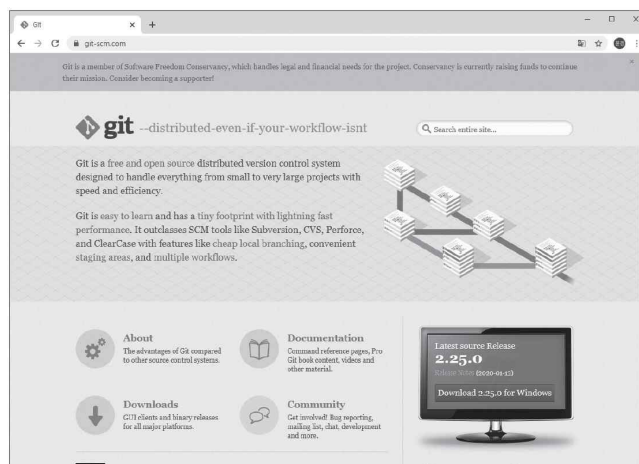 Git
git-scm.com
Git is a member of Software Freedom Conservancy, which handles legal and financial needs for the project. Conservancy is currently raising funds to continue
their mission. Consider becoming a supporter!
git --distributed-even-if-your-workflow-isnt
Search entire site...
Git is a free and open source distributed version control system
designed to handle everything from small to very large projects with
speed and efficiency.
Git is easy to learn and has a tiny footprint with lightning fast
performance. It outclasses SCM tools like Subversion, CVS, Perforce,
and ClearCase with features like cheap local branching, convenient
staging areas, and multiple workflows.
About
The advantages of Git compared
to other source control systems.
Documentation
Command reference pages, Pro
Git book content, videos and
other material.
Downloads
GUI clients and binary releases
for all major platforms.
Community
Get involved! Bug reporting,
mailing list, chat, development
and more.
Latest source Release
2.25.0
Release Notes (2020-01-13)
Download 2.25.0 for Windows